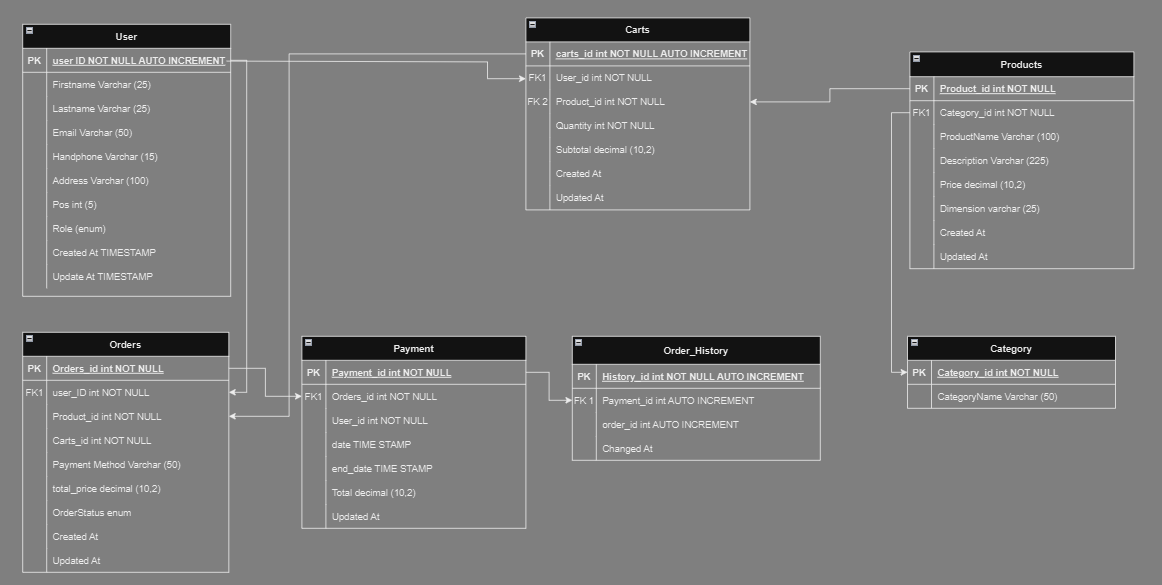 User
PK user ID NOT NULL AUTO INCREMENT
Firstname Varchar (25)
Lastname Varchar (25)
Email Varchar (50)
Handphone Varchar (15)
Address Varchar (100)
Pos int (5)
Role (enum)
Created At TIMESTAMP
Update At TIMESTAMP
Carts
PK carts_id int NOT NULL AUTO INCREMENT
FK1 User_id int NOT NULL
FK 2 Product_id int NOT NULL
Quantity int NOT NULL
Subtotal decimal (10,2)
Created At
Updated At
Products
PK Product_id int NOT NULL
FK1 Category_id int NOT NULL
ProductName Varchar (100)
Description Varchar (225)
Price decimal (10,2)
Dimension varchar (25)
Created At
Updated At
Orders
PK Orders_id int NOT NULL
FK1 user_ID int NOT NULL
Product_id int NOT NULL
Carts_id int NOT NULL
Payment Method Varchar (50)
total_price decimal (10,2)
OrderStatus enum
Created At
Updated At
Payment
PK Payment_id int NOT NULL
FK1 Orders_id int NOT NULL
User_id int NOT NULL
date TIME STAMP
end_date TIME STAMP
Total decimal (10,2)
Updated At
Order_History
PK History_id int NOT NULL AUTO INCREMENT
FK 1 Payment_id int AUTO INCREMENT
order_id int AUTO INCREMENT
Changed At
Category
PK Category_id int NOT NULL
CategoryName Varchar (50)